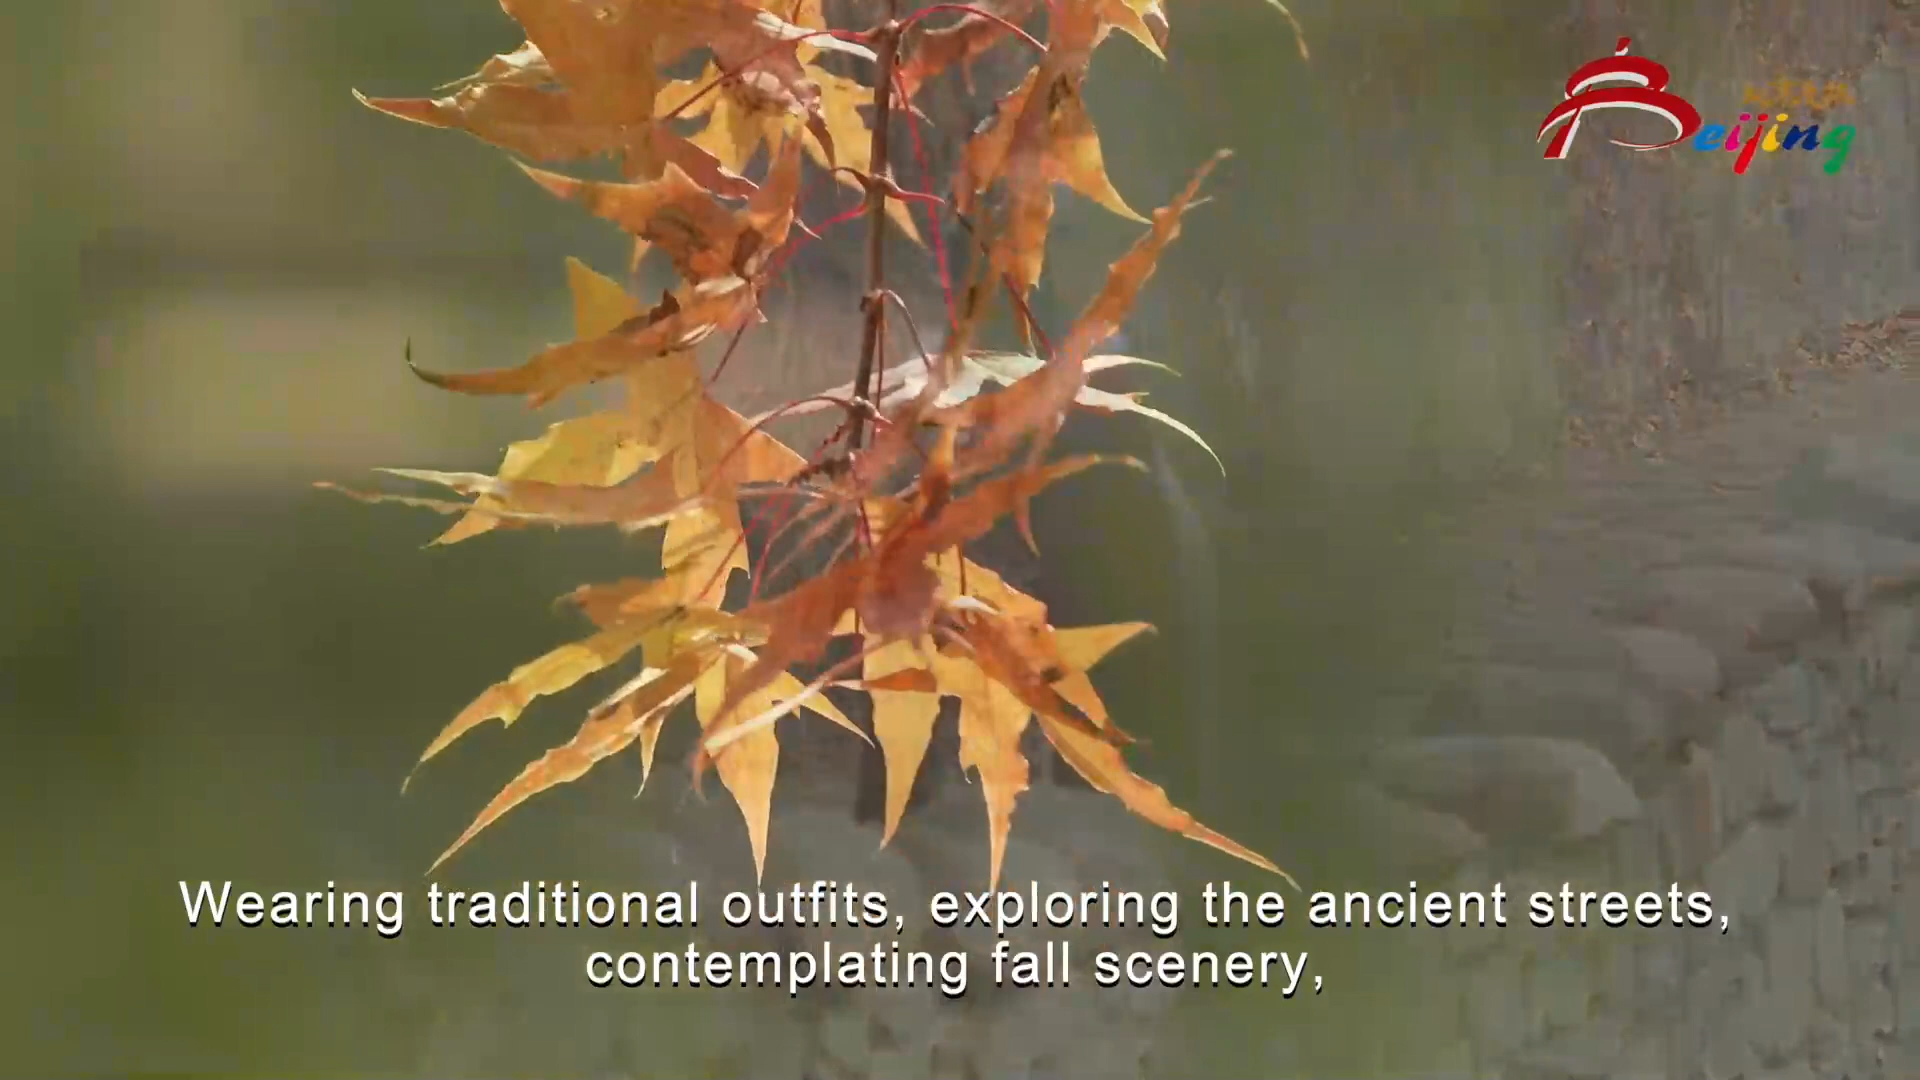 Beijing
Wearing traditional outfits, exploring the ancient streets,
contemplating fall scenery,